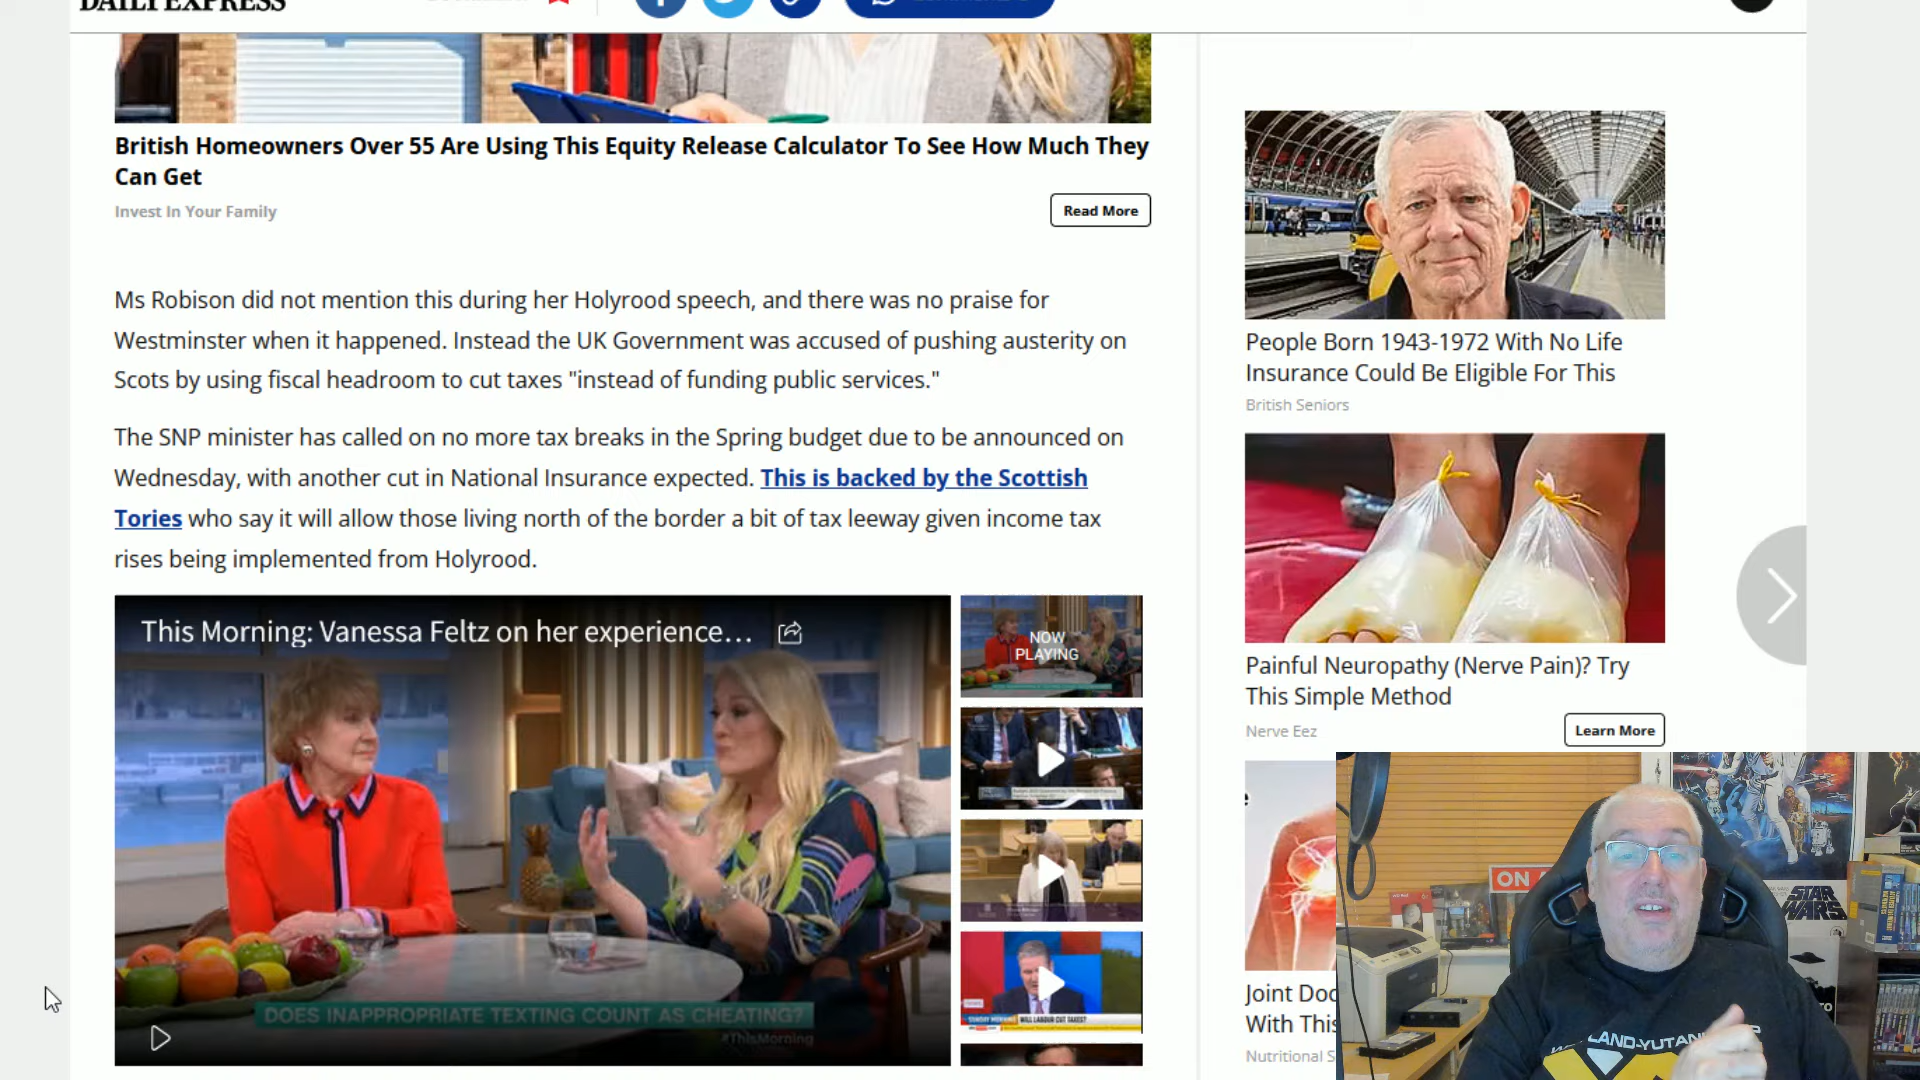 DAILY EXPRESS
British Homeowners Over 55 Are Using This Equity Release Calculator To See How Much They
Can Get
Invest In Your Family
Read More
Ms Robison did not mention this during her Holyrood speech, and there was no praise for
Westminster when it happened. Instead the UK Government was accused of pushing austerity on
Scots by using fiscal headroom to cut taxes "instead of funding public services."
The SNP minister has called on no more tax breaks in the Spring budget due to be announced on
Wednesday, with another cut in National Insurance expected. This is backed by the Scottish
Tories who say it will allow those living north of the border a bit of tax leeway given income tax
rises being implemented from Holyrood.
This Morning: Vanessa Feltz on her experience...
DOES INAPPROPRIATE TEXTING COUNT AS CHEATING?
#ThisMorning
NOW
PLAYING
SUNDAY MORNING
WILL LABOUR CUT TAXES?
People Born 1943-1972 With No Life
Insurance Could Be Eligible For This
British Seniors
Painful Neuropathy (Nerve Pain)? Try
This Simple Method
Nerve Eez
Learn More
Joint Doc
With This
Nutritional S
ON A
STAR
WARS
LAND-YUTANI